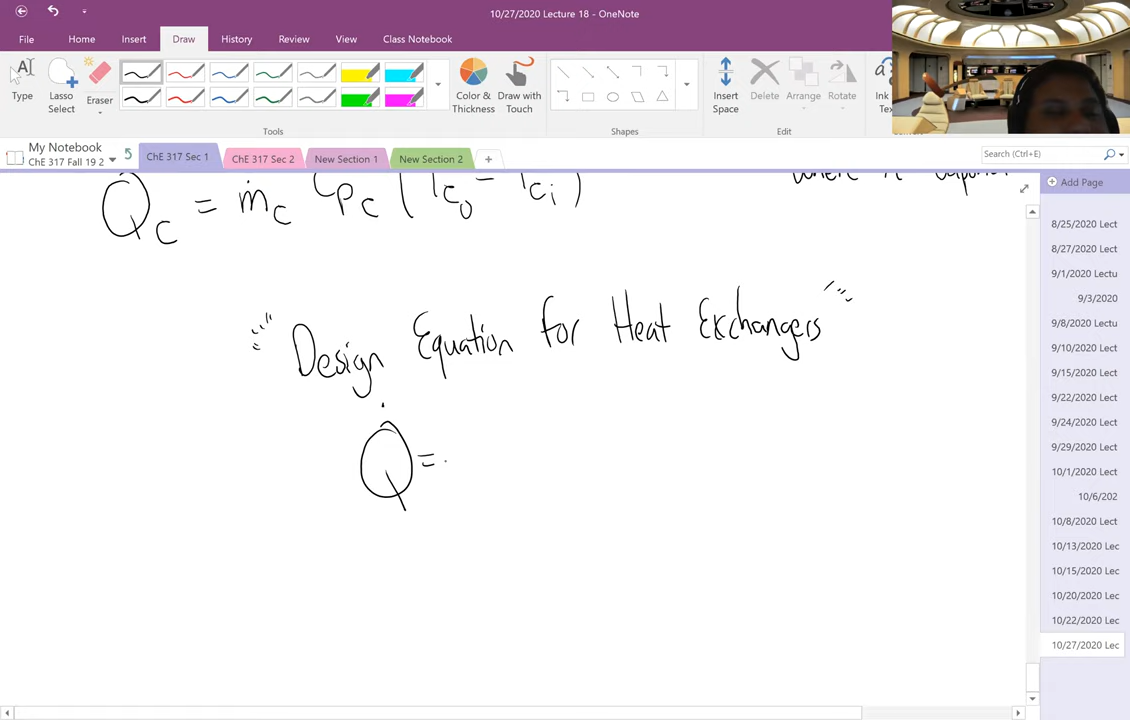 10/27/2020 Lecture 18 - OneNote
File Home Insert Draw History Review View Class Notebook
Type
Lasso Select
Eraser
Color & Thickness
Draw with Touch
Insert Space
Delete
Arrange
Rotate
Tools
Shapes
Edit
My Notebook
ChE 317 Fall 19 2
ChE 317 Sec 1
ChE 317 Sec 2
New Section 1
New Section 2
Search (Ctrl+E)
Add Page
8/25/2020 Lect
8/27/2020 Lect
9/1/2020 Lectu
9/3/2020
9/8/2020 Lectu
9/10/2020 Lect
9/15/2020 Lect
9/22/2020 Lect
9/24/2020 Lect
9/29/2020 Lect
10/1/2020 Lect
10/6/202
10/8/2020 Lect
10/13/2020 Lec
10/15/2020 Lec
10/20/2020 Lec
10/22/2020 Lec
10/27/2020 Lec
Q̇c = ṁc Cpc (Tco - Tci)
where
"Design Equation for Heat Exchangers"
Q̇ =